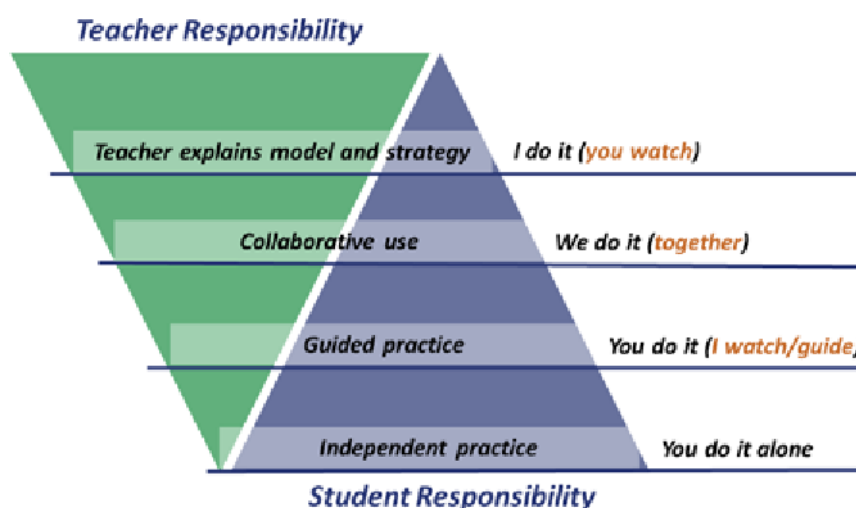 Teacher Responsibility
Teacher explains model and strategy I do it (you watch)
Collaborative use We do it (together)
Guided practice You do it (I watch/guide)
Independent practice You do it alone
Student Responsibility